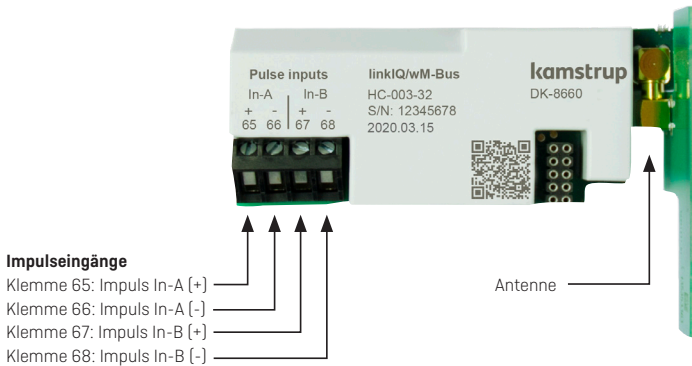 Pulse inputs
In-A In-B
+ - + -
65 66 67 68
linkIQ/wM-Bus
HC-003-32
S/N: 12345678
2020.03.15
kamstrup
DK-8660
Impulseingänge
Klemme 65: Impuls In-A (+)
Klemme 66: Impuls In-A (-)
Klemme 67: Impuls In-B (+)
Klemme 68: Impuls In-B (-)
Antenne